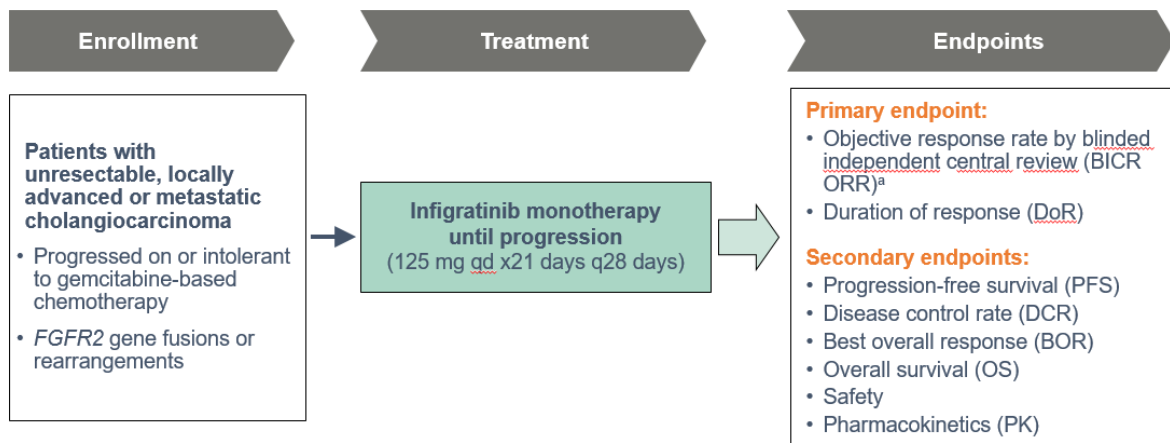 Enrollment
Treatment
Endpoints
Patients with
unresectable, locally
advanced or metastatic
cholangiocarcinoma
• Progressed on or intolerant
to gemcitabine-based
chemotherapy
• FGFR2 gene fusions or
rearrangements
Infigratinib monotherapy
until progression
(125 mg qd x21 days q28 days)
Primary endpoint:
• Objective response rate by blinded
independent central review (BICR
ORR)ᵃ
• Duration of response (DoR)
Secondary endpoints:
• Progression-free survival (PFS)
• Disease control rate (DCR)
• Best overall response (BOR)
• Overall survival (OS)
• Safety
• Pharmacokinetics (PK)